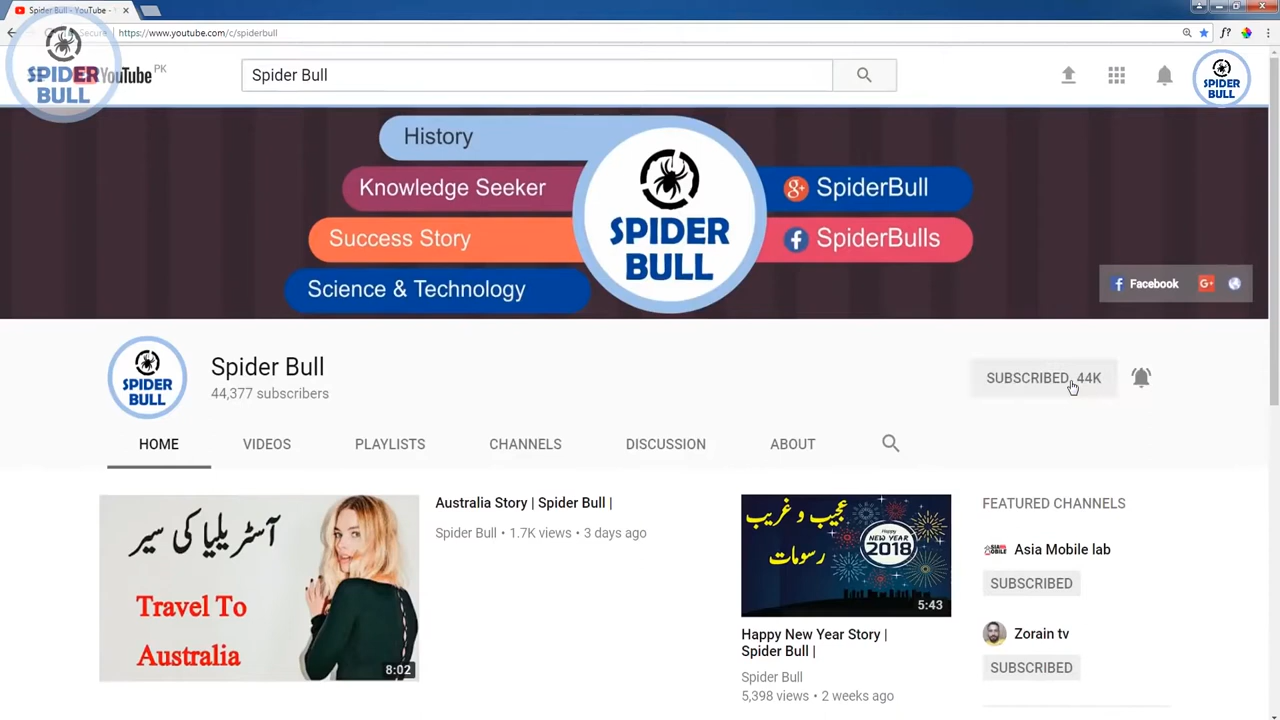 Spider Bull - YouTube -
Secure
https://www.youtube.com/c/spiderbull
SPIDER
BULL
YouTube PK
Spider Bull
SPIDER
BULL
History
Knowledge Seeker
Success Story
Science & Technology
SPIDER
BULL
SpiderBull
SpiderBulls
Facebook
SPIDER
BULL
Spider Bull
44,377 subscribers
SUBSCRIBED 44K
HOME VIDEOS PLAYLISTS CHANNELS DISCUSSION ABOUT
آسٹریلیا کی سیر
Travel To
Australia
8:02
Australia Story | Spider Bull |
Spider Bull • 1.7K views • 3 days ago
عجیب و غریب
رسومات
Happy
NEW YEAR
2018
5:43
Happy New Year Story |
Spider Bull |
Spider Bull
5,398 views • 2 weeks ago
FEATURED CHANNELS
Asia Mobile lab
SUBSCRIBED
Zorain tv
SUBSCRIBED